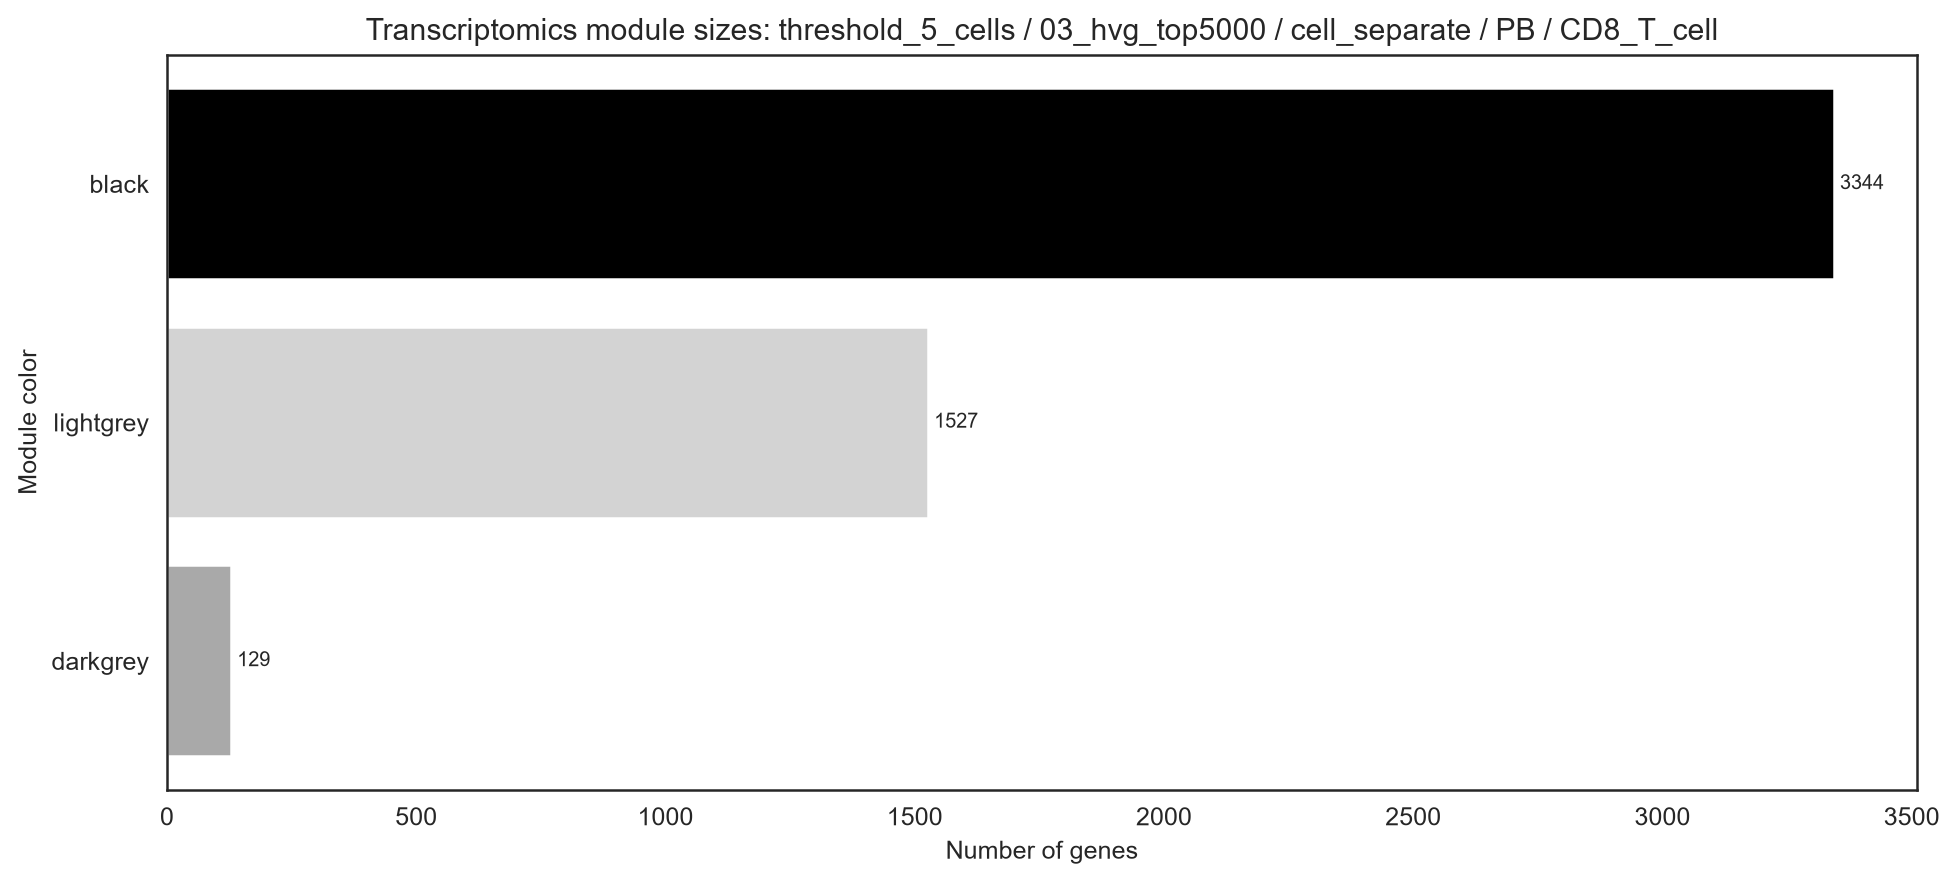 Transcriptomics module sizes: threshold_5_cells / 03_hvg_top5000 / cell_separate / PB / CD8_T_cell
Module color
black
3344
lightgrey
1527
darkgrey
129
0 500 1000 1500 2000 2500 3000 3500
Number of genes